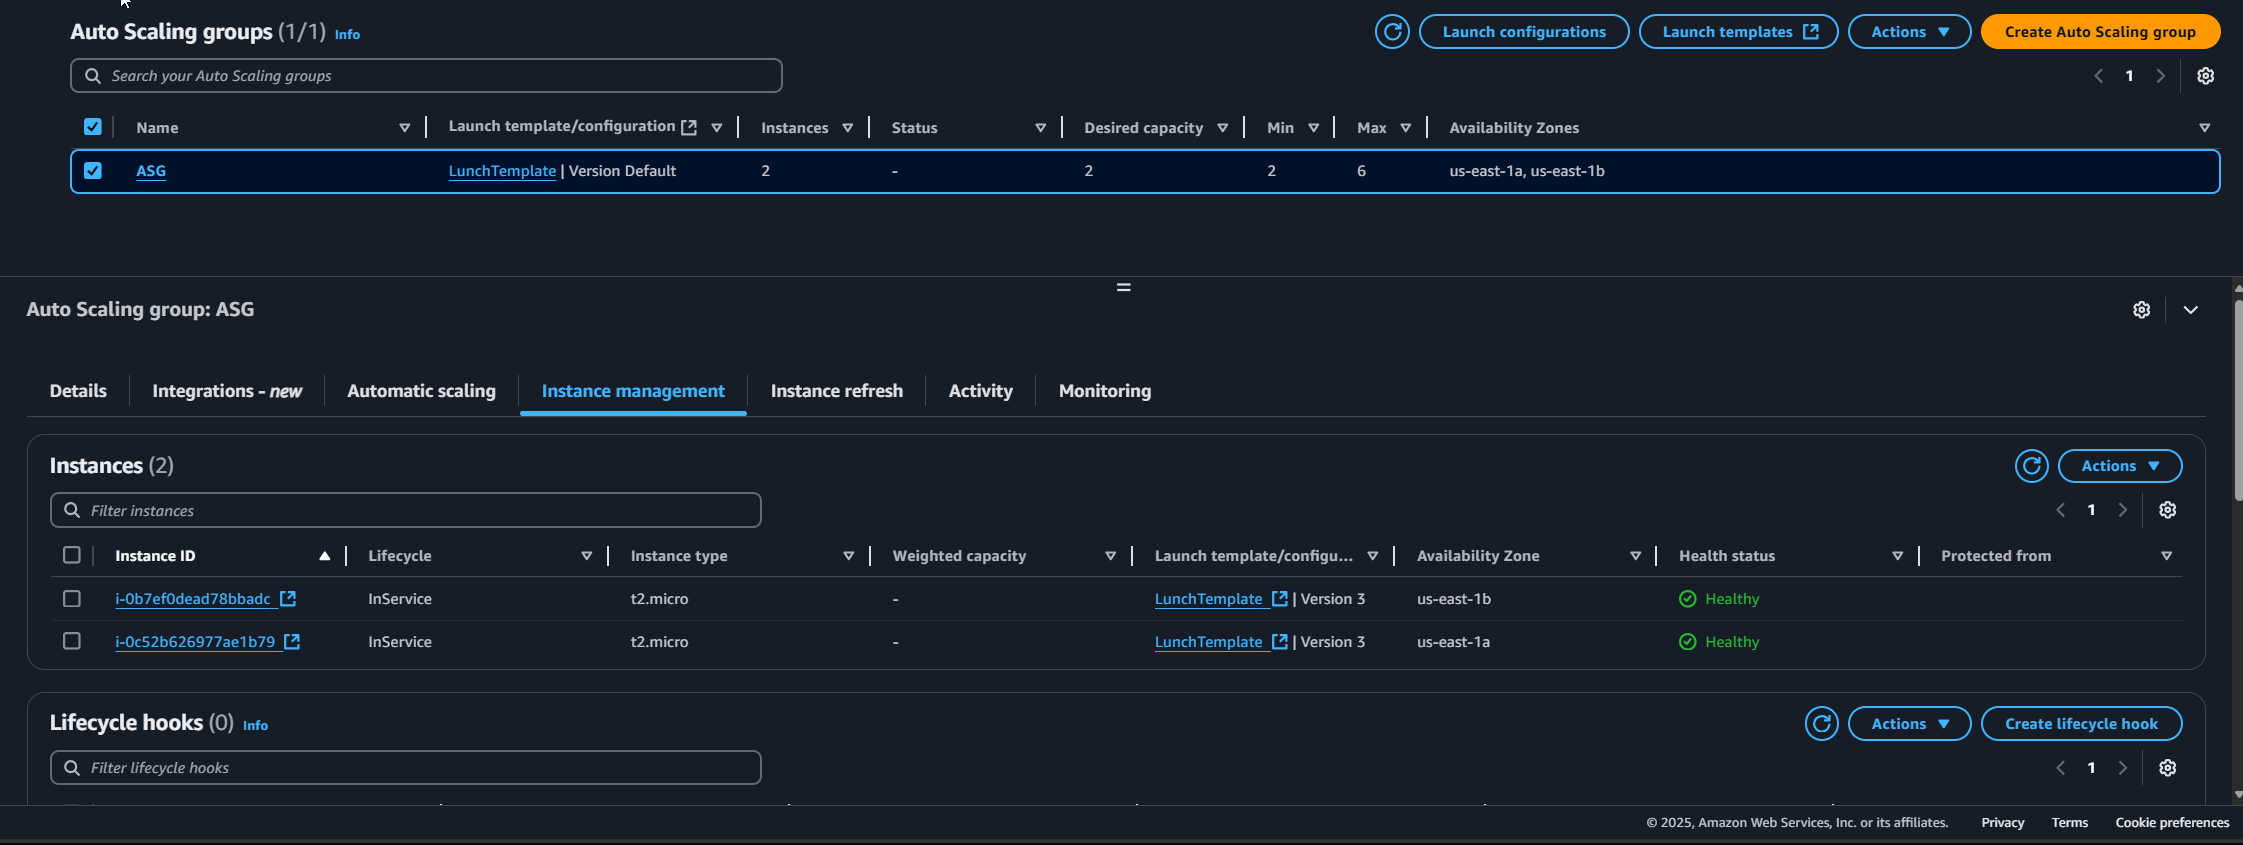 Auto Scaling groups (1/1) Info Launch configurations Launch templates Actions Create Auto Scaling group
Search your Auto Scaling groups 1
Name Launch template/configuration Instances Status Desired capacity Min Max Availability Zones
ASG LunchTemplate | Version Default 2 - 2 2 6 us-east-1a, us-east-1b
Auto Scaling group: ASG
Details Integrations - new Automatic scaling Instance management Instance refresh Activity Monitoring
Instances (2) Actions
Filter instances 1
Instance ID Lifecycle Instance type Weighted capacity Launch template/configu... Availability Zone Health status Protected from
i-0b7ef0dead78bbadc InService t2.micro - LunchTemplate | Version 3 us-east-1b Healthy
i-0c52b626977ae1b79 InService t2.micro - LunchTemplate | Version 3 us-east-1a Healthy
Lifecycle hooks (0) Info Actions Create lifecycle hook
Filter lifecycle hooks 1
© 2025, Amazon Web Services, Inc. or its affiliates. Privacy Terms Cookie preferences